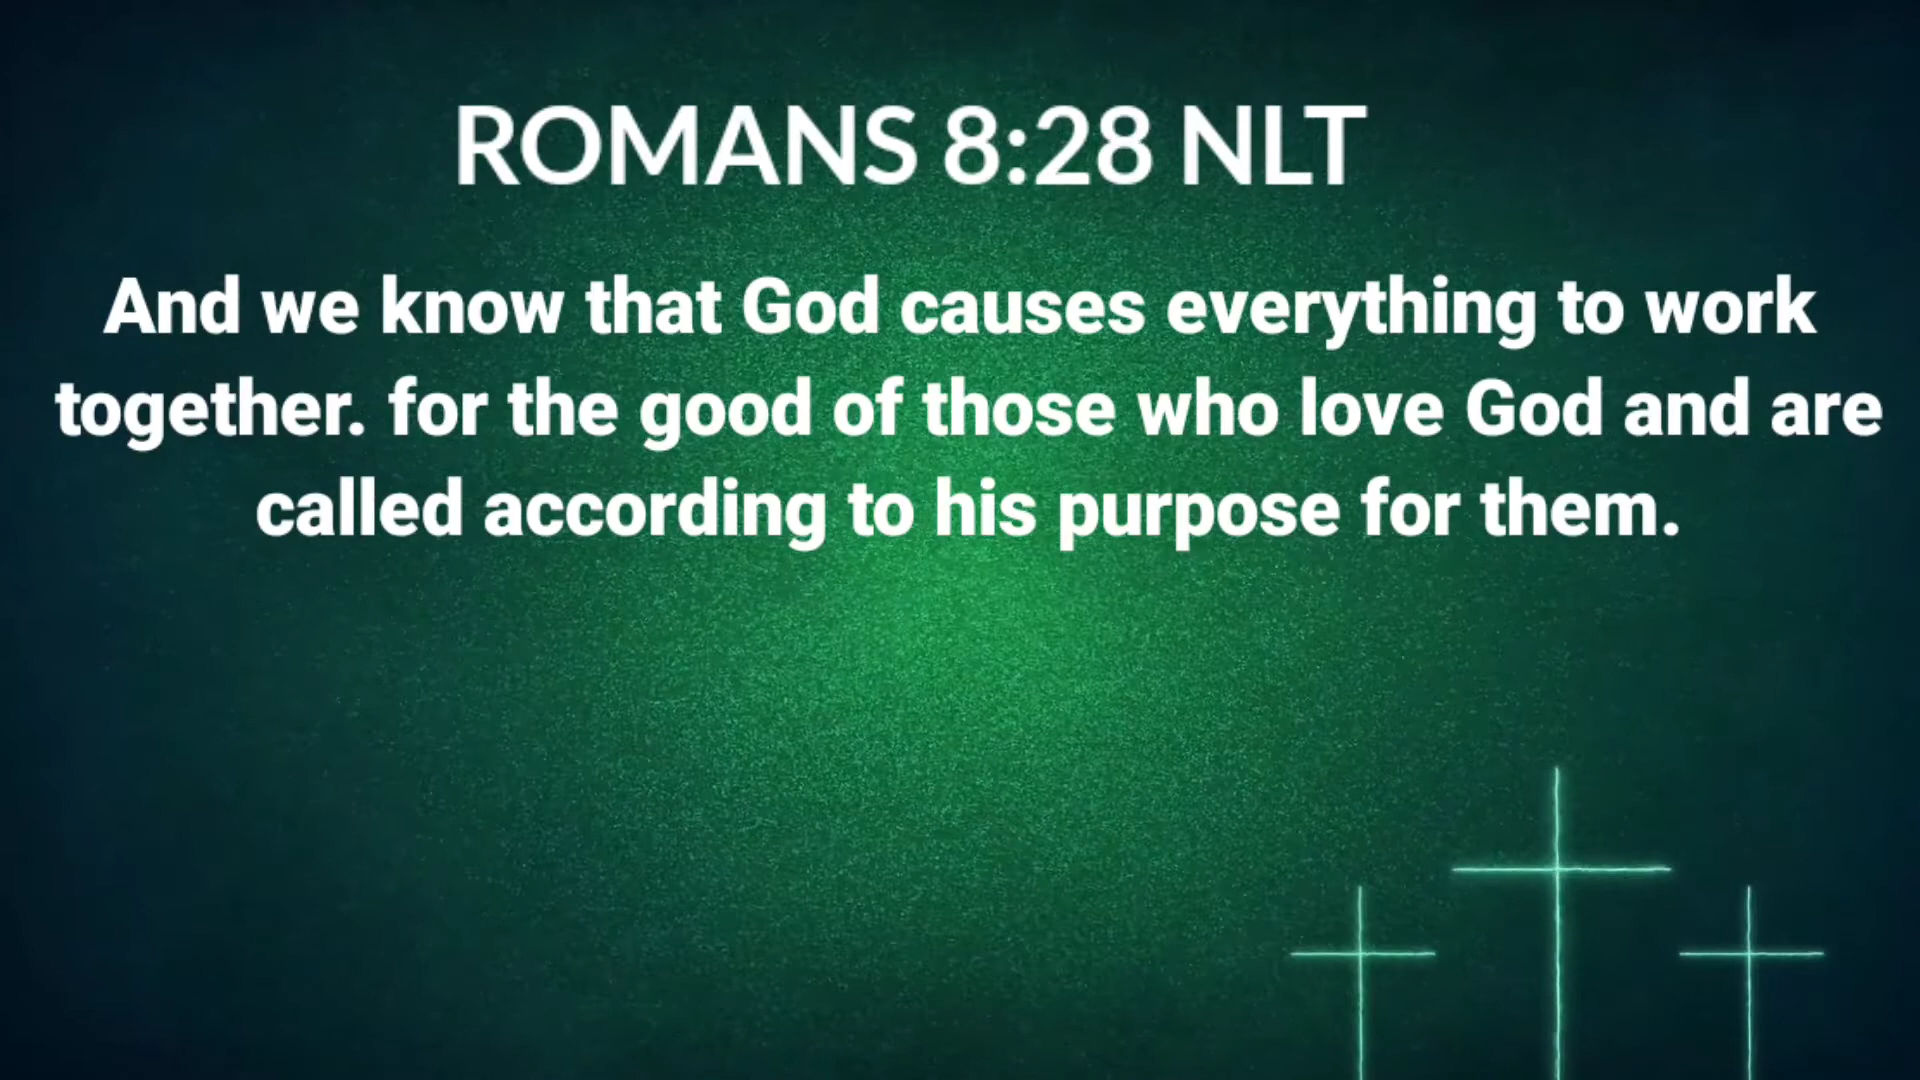 ROMANS 8:28 NLT
And we know that God causes everything to work
together. for the good of those who love God and are
called according to his purpose for them.